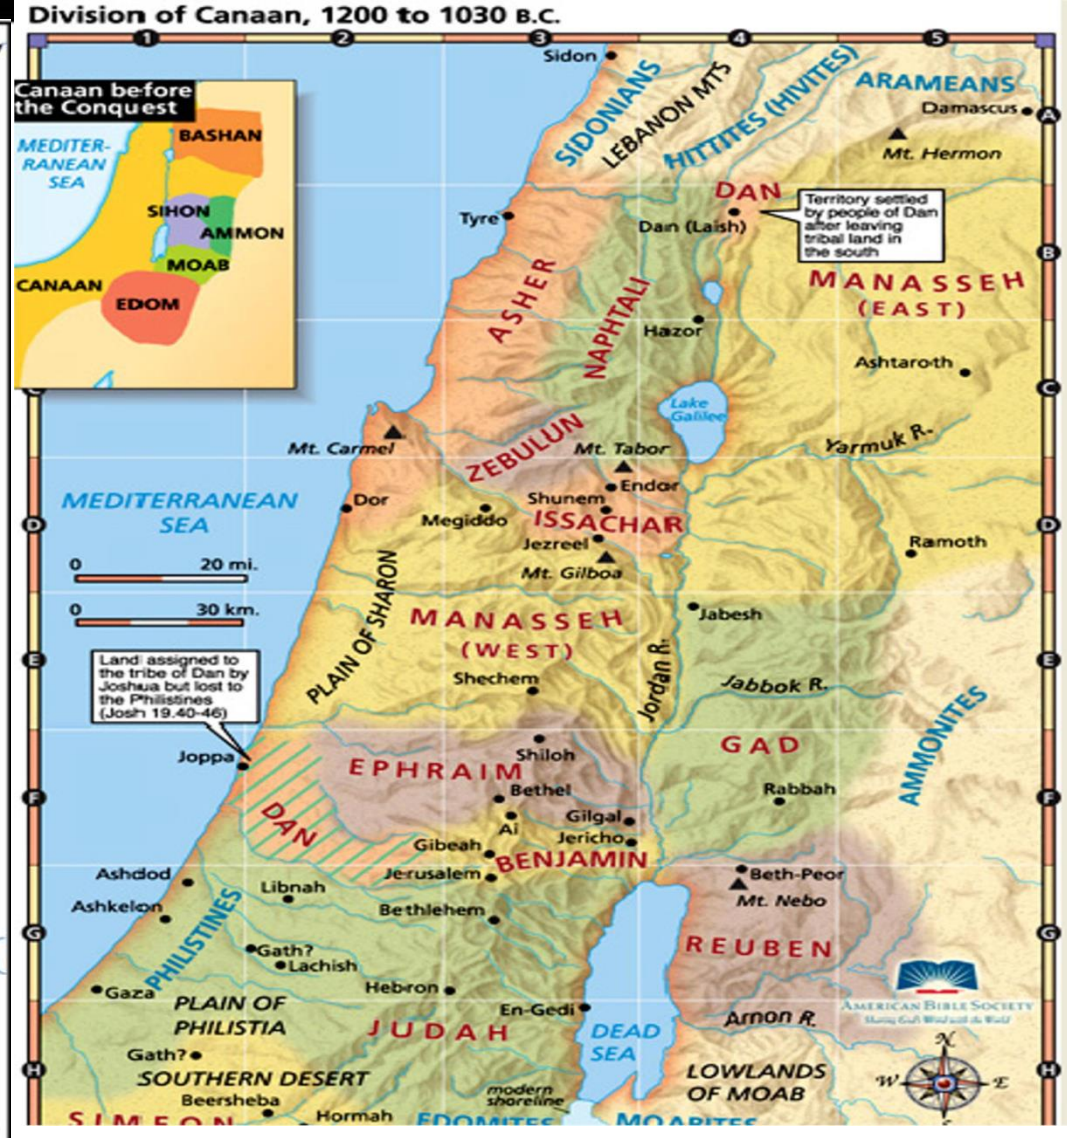 Division of Canaan, 1200 to 1030 B.C.
1 2 3 4 5
Canaan before
the Conquest
MEDITER-
RANEAN
SEA
BASHAN
SIHON
AMMON
MOAB
CANAAN
EDOM
Sidon
SIDONIANS
LEBANON MTS
HITTITES (HIVITES)
ARAMEANS
Damascus
A
Mt. Hermon
DAN
Tyre
Dan (Laish)
Territory settled
by people of Dan
after leaving
tribal land in
the south
B
ASHER
NAPHTALI
MANASSEH
(EAST)
Hazor
Ashtaroth
C
C
Lake
Galilee
Mt. Carmel
ZEBULUN
Mt. Tabor
Yarmuk R.
MEDITERRANEAN
SEA
Dor
Endor
Shunem
Megiddo
ISSACHAR
D
D
Jezreel
Ramoth
Mt. Gilboa
0 20 mi.
0 30 km.
PLAIN OF SHARON
MANASSEH
(WEST)
Jabesh
Jordan R.
E
E
Land assigned to
the tribe of Dan by
Joshua but lost to
the Philistines
(Josh 19.40-46)
Shechem
Jabbok R.
AMMONITES
Joppa
Shiloh
GAD
EPHRAIM
Bethel
Rabbah
F
F
DAN
Ai
Gilgal
Jericho
Gibeah
BENJAMIN
Ashdod
Jerusalem
Beth-Peor
Libnah
Mt. Nebo
Ashkelon
Bethlehem
PHILISTINES
G
G
REUBEN
Gath?
Lachish
Gaza
Hebron
PLAIN OF
PHILISTIA
En-Gedi
AMERICAN BIBLE SOCIETY
Arnon R.
JUDAH
DEAD
SEA
N
Gath?
H
H
SOUTHERN DESERT
LOWLANDS
OF MOAB
W E
Beersheba
modern
shoreline
SIMEON
Hormah
EDOMITES
MOABITES